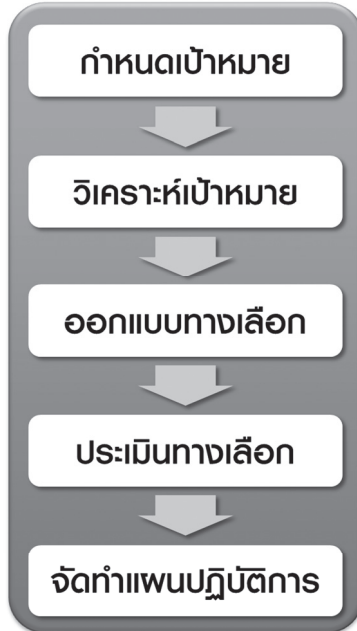 กำหนดเป้าหมาย
วิเคราะห์เป้าหมาย
ออกแบบทางเลือก
ประเมินทางเลือก
จัดทำแผนปฏิบัติการ